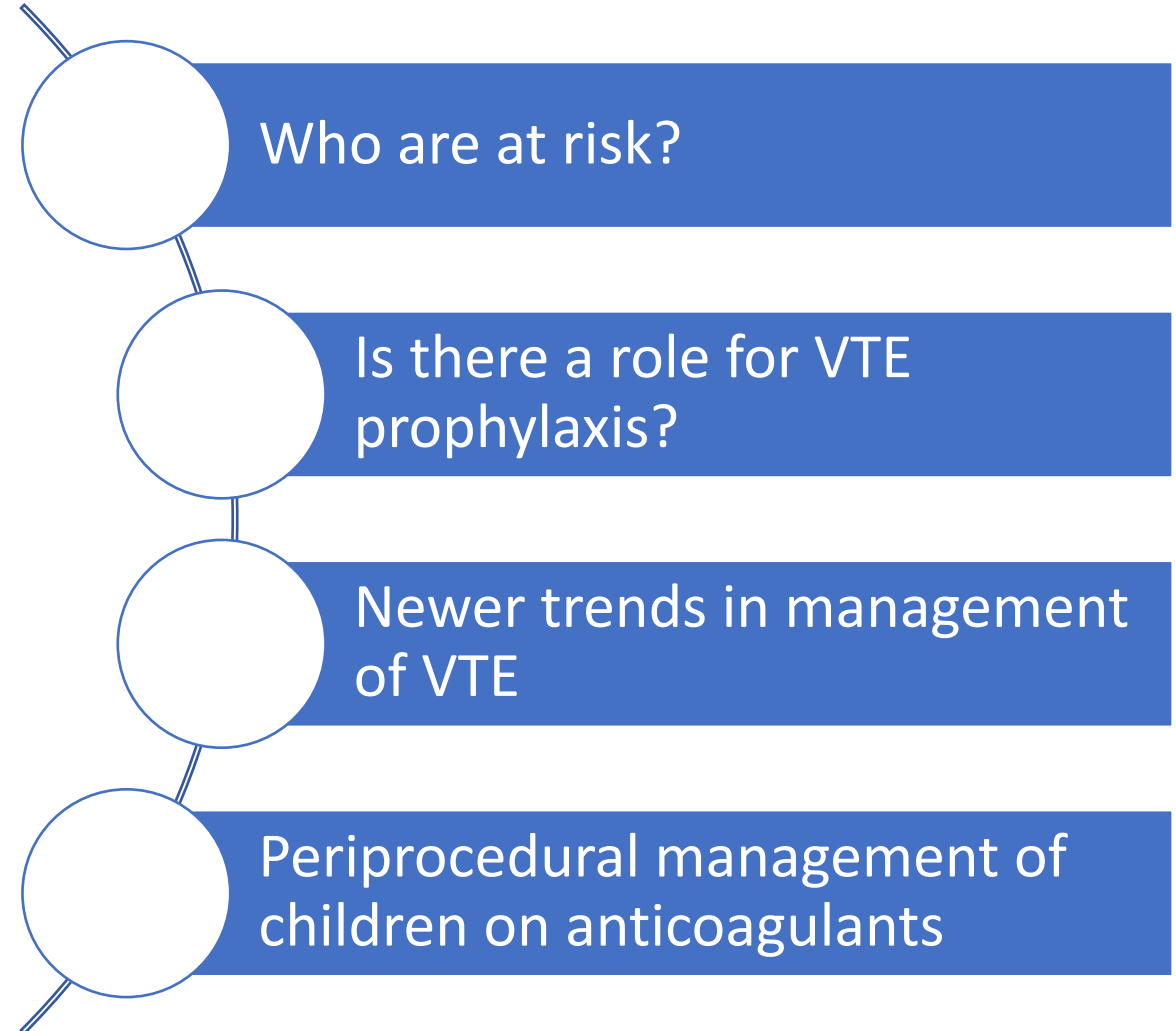 Who are at risk?
Is there a role for VTE
prophylaxis?
Newer trends in management
of VTE
Periprocedural management of
children on anticoagulants